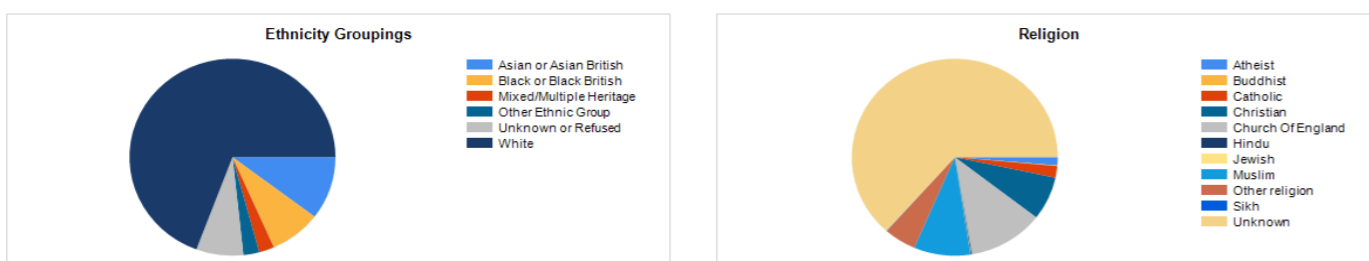 Ethnicity Groupings
Asian or Asian British
Black or Black British
Mixed/Multiple Heritage
Other Ethnic Group
Unknown or Refused
White
Religion
Atheist
Buddhist
Catholic
Christian
Church Of England
Hindu
Jewish
Muslim
Other religion
Sikh
Unknown